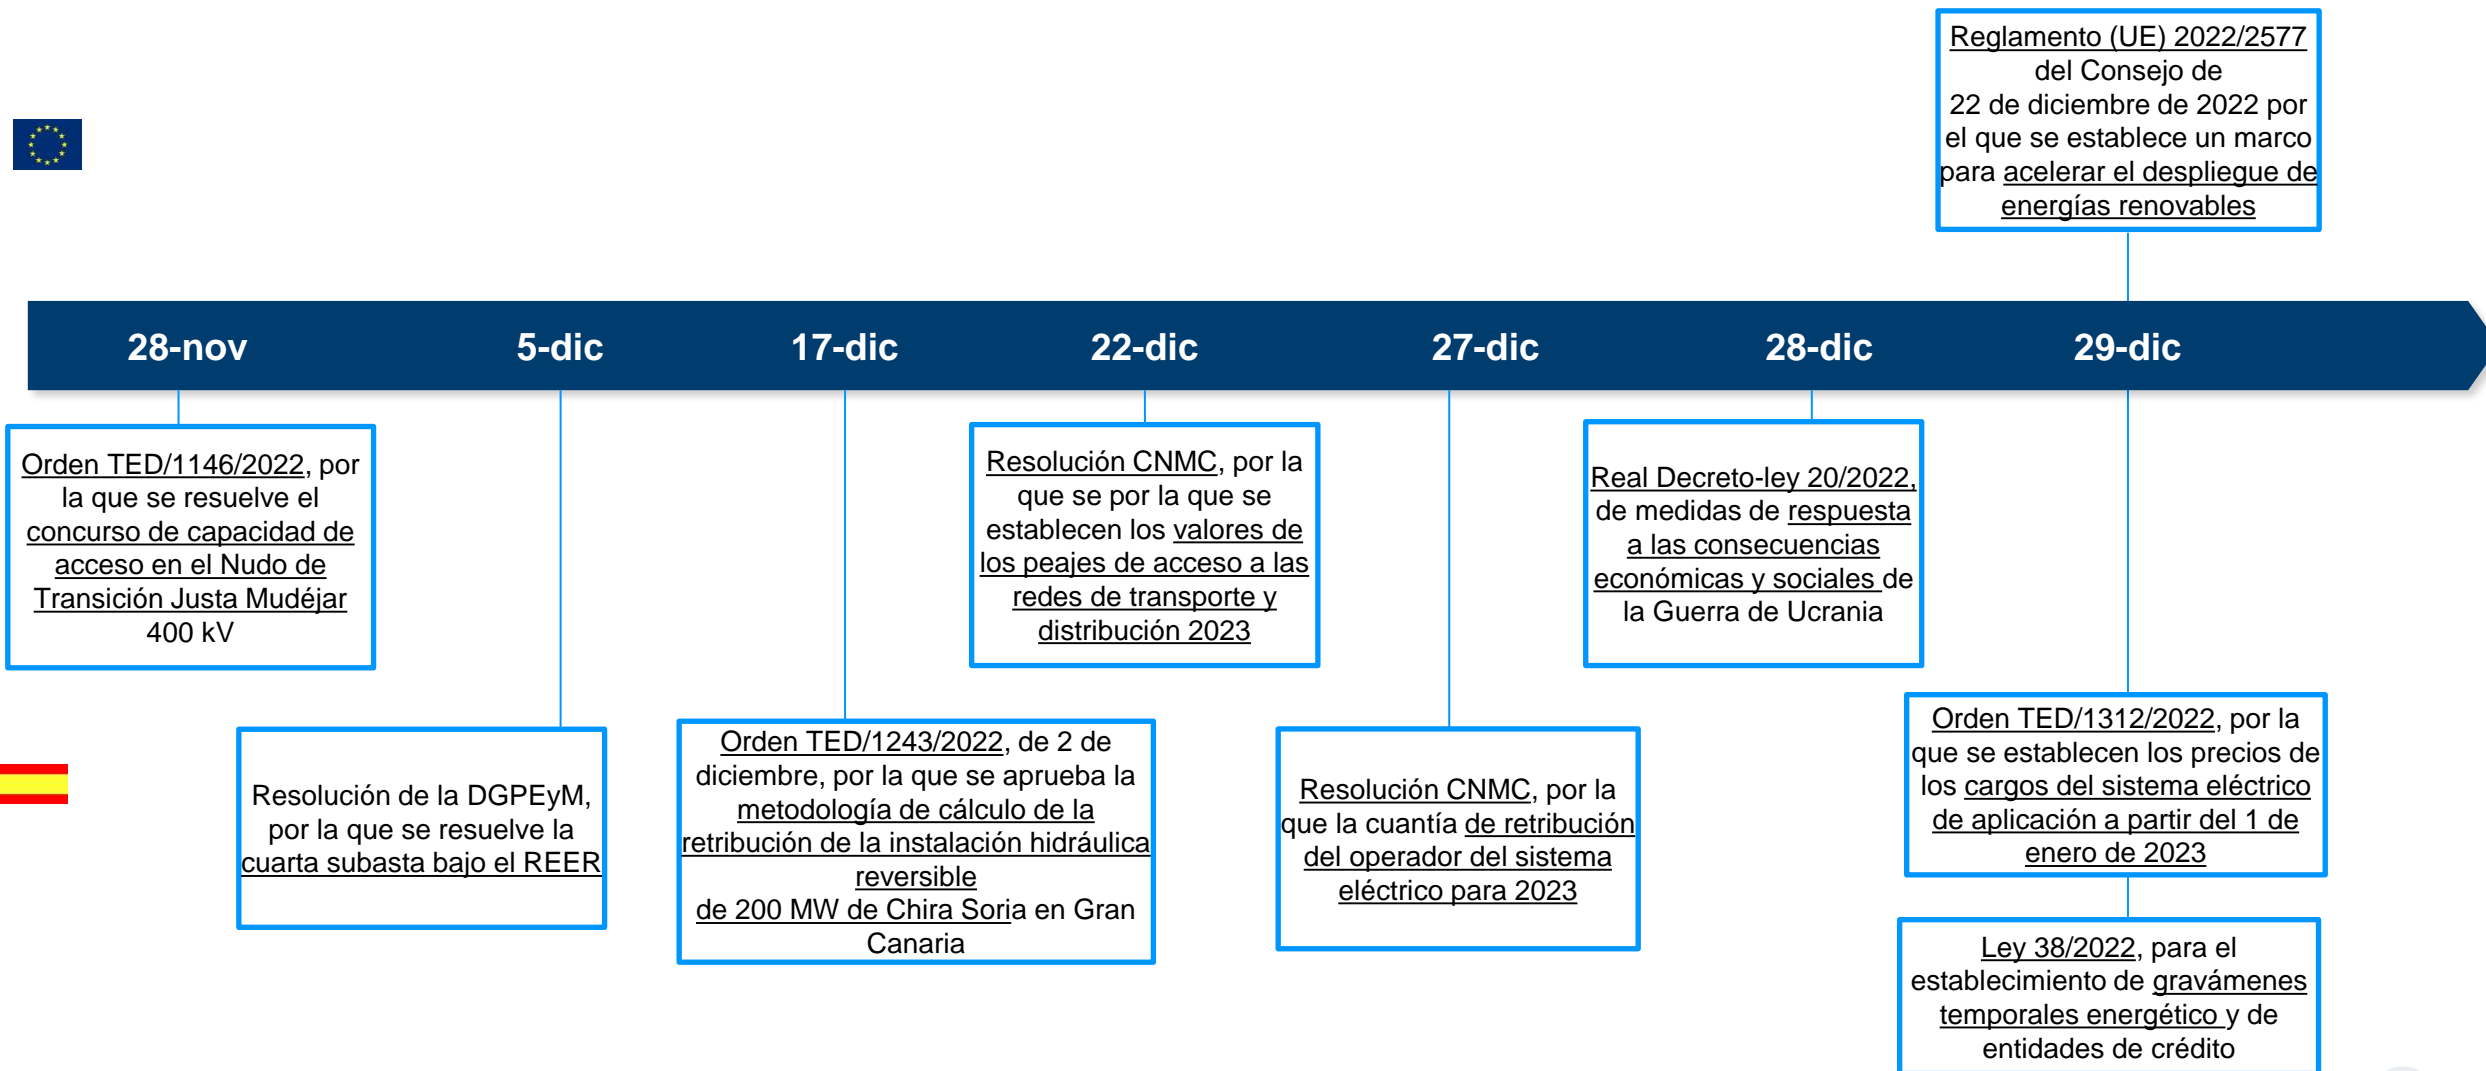 Reglamento (UE) 2022/2577
del Consejo de
22 de diciembre de 2022 por
el que se establece un marco
para acelerar el despliegue de
energías renovables
28-nov
5-dic
17-dic
22-dic
27-dic
28-dic
29-dic
Orden TED/1146/2022, por
la que se resuelve el
concurso de capacidad de
acceso en el Nudo de
Transición Justa Mudéjar
400 kV
Resolución de la DGPEyM,
por la que se resuelve la
cuarta subasta bajo el REER
Orden TED/1243/2022, de 2 de
diciembre, por la que se aprueba la
metodología de cálculo de la
retribución de la instalación hidráulica
reversible
de 200 MW de Chira Soria en Gran
Canaria
Resolución CNMC, por la
que se por la que se
establecen los valores de
los peajes de acceso a las
redes de transporte y
distribución 2023
Resolución CNMC, por la
que la cuantía de retribución
del operador del sistema
eléctrico para 2023
Real Decreto-ley 20/2022,
de medidas de respuesta
a las consecuencias
económicas y sociales de
la Guerra de Ucrania
Orden TED/1312/2022, por la
que se establecen los precios de
los cargos del sistema eléctrico
de aplicación a partir del 1 de
enero de 2023
Ley 38/2022, para el
establecimiento de gravámenes
temporales energético y de
entidades de crédito